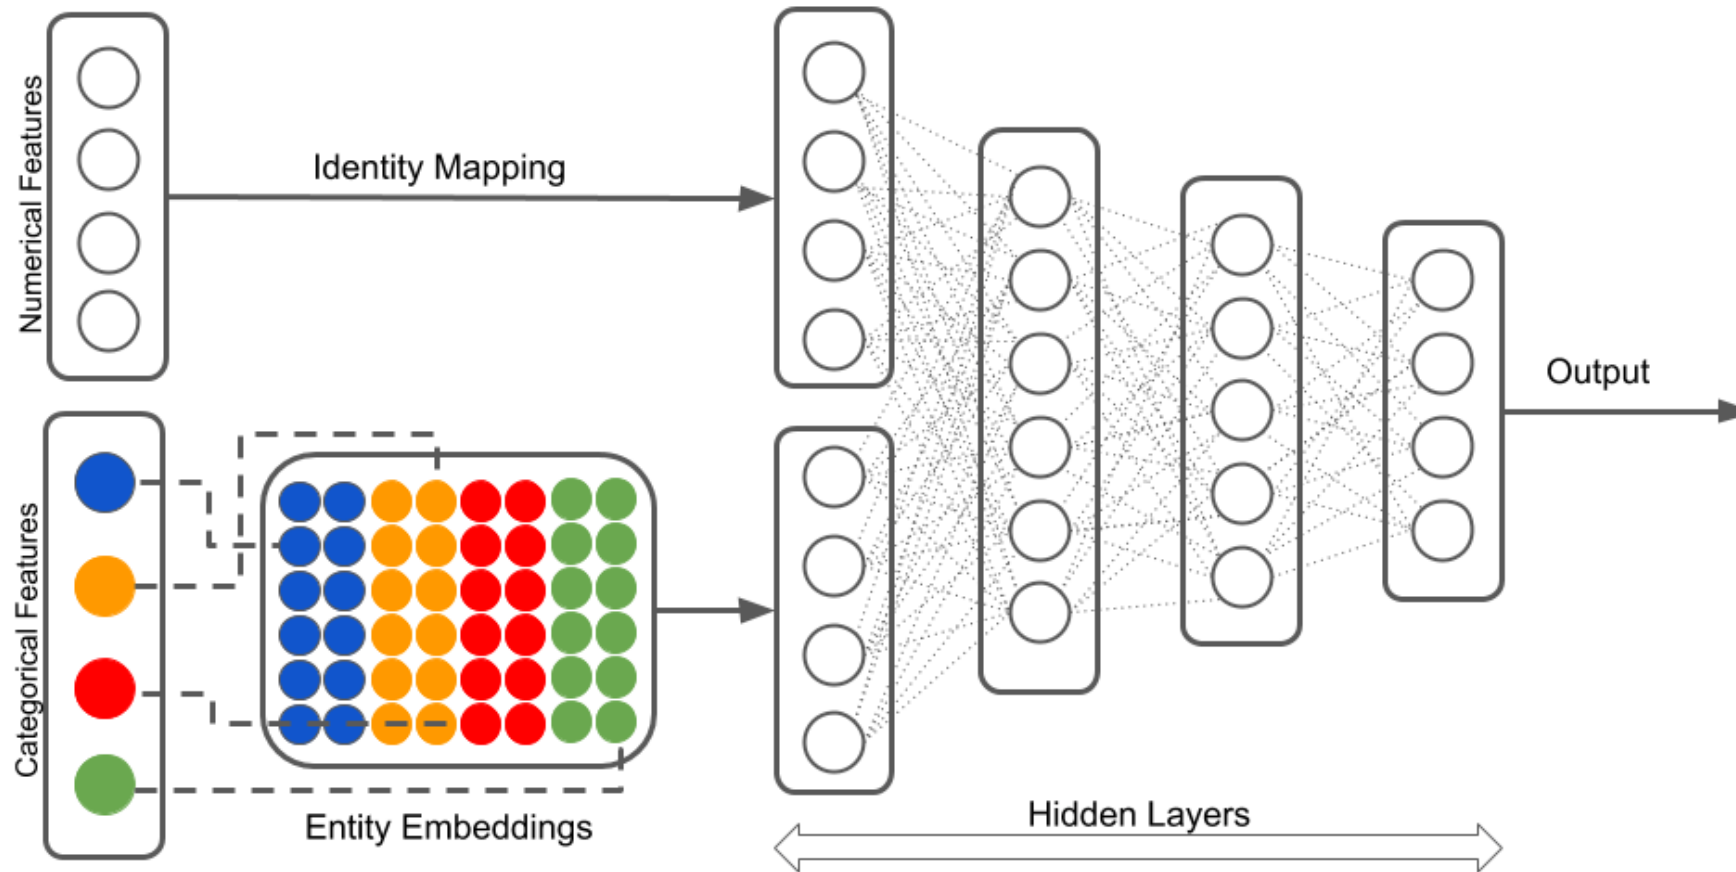 Numerical Features
Identity Mapping
Output
Categorical Features
Entity Embeddings
Hidden Layers